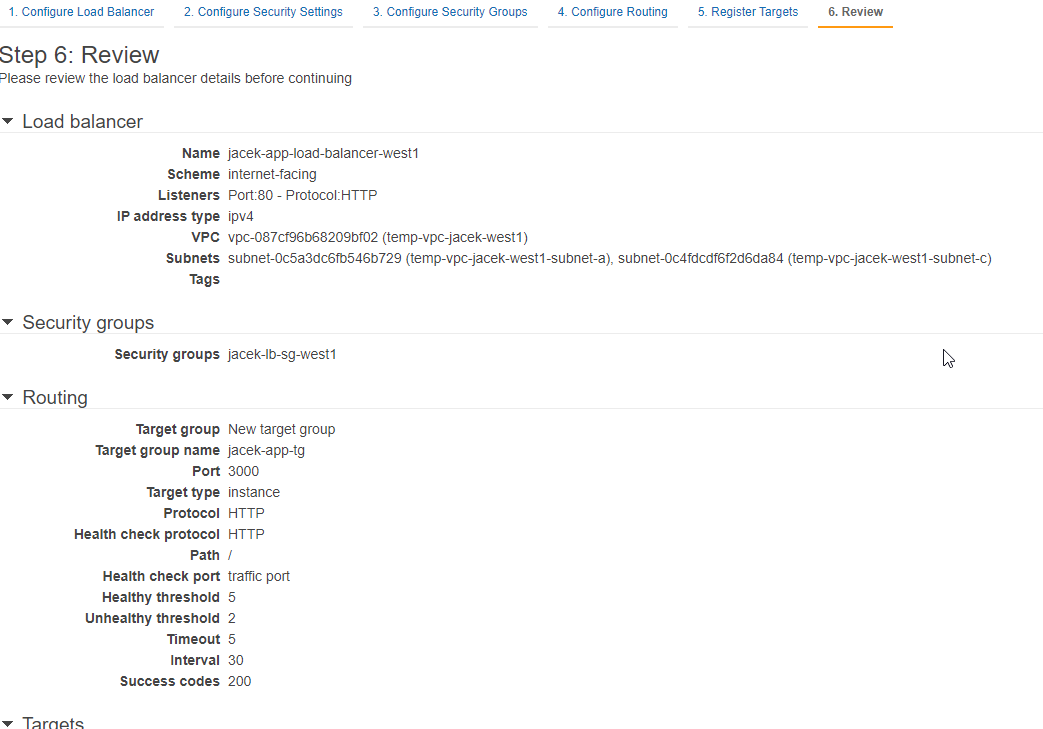 1. Configure Load Balancer 2. Configure Security Settings 3. Configure Security Groups 4. Configure Routing 5. Register Targets 6. Review
Step 6: Review
Please review the load balancer details before continuing
Load balancer
Name jacek-app-load-balancer-west1
Scheme internet-facing
Listeners Port:80 - Protocol:HTTP
IP address type ipv4
VPC vpc-087cf96b68209bf02 (temp-vpc-jacek-west1)
Subnets subnet-0c5a3dc6fb546b729 (temp-vpc-jacek-west1-subnet-a), subnet-0c4fdcdf6f2d6da84 (temp-vpc-jacek-west1-subnet-c)
Tags
Security groups
Security groups jacek-lb-sg-west1
Routing
Target group New target group
Target group name jacek-app-tg
Port 3000
Target type instance
Protocol HTTP
Health check protocol HTTP
Path /
Health check port traffic port
Healthy threshold 5
Unhealthy threshold 2
Timeout 5
Interval 30
Success codes 200
Targets